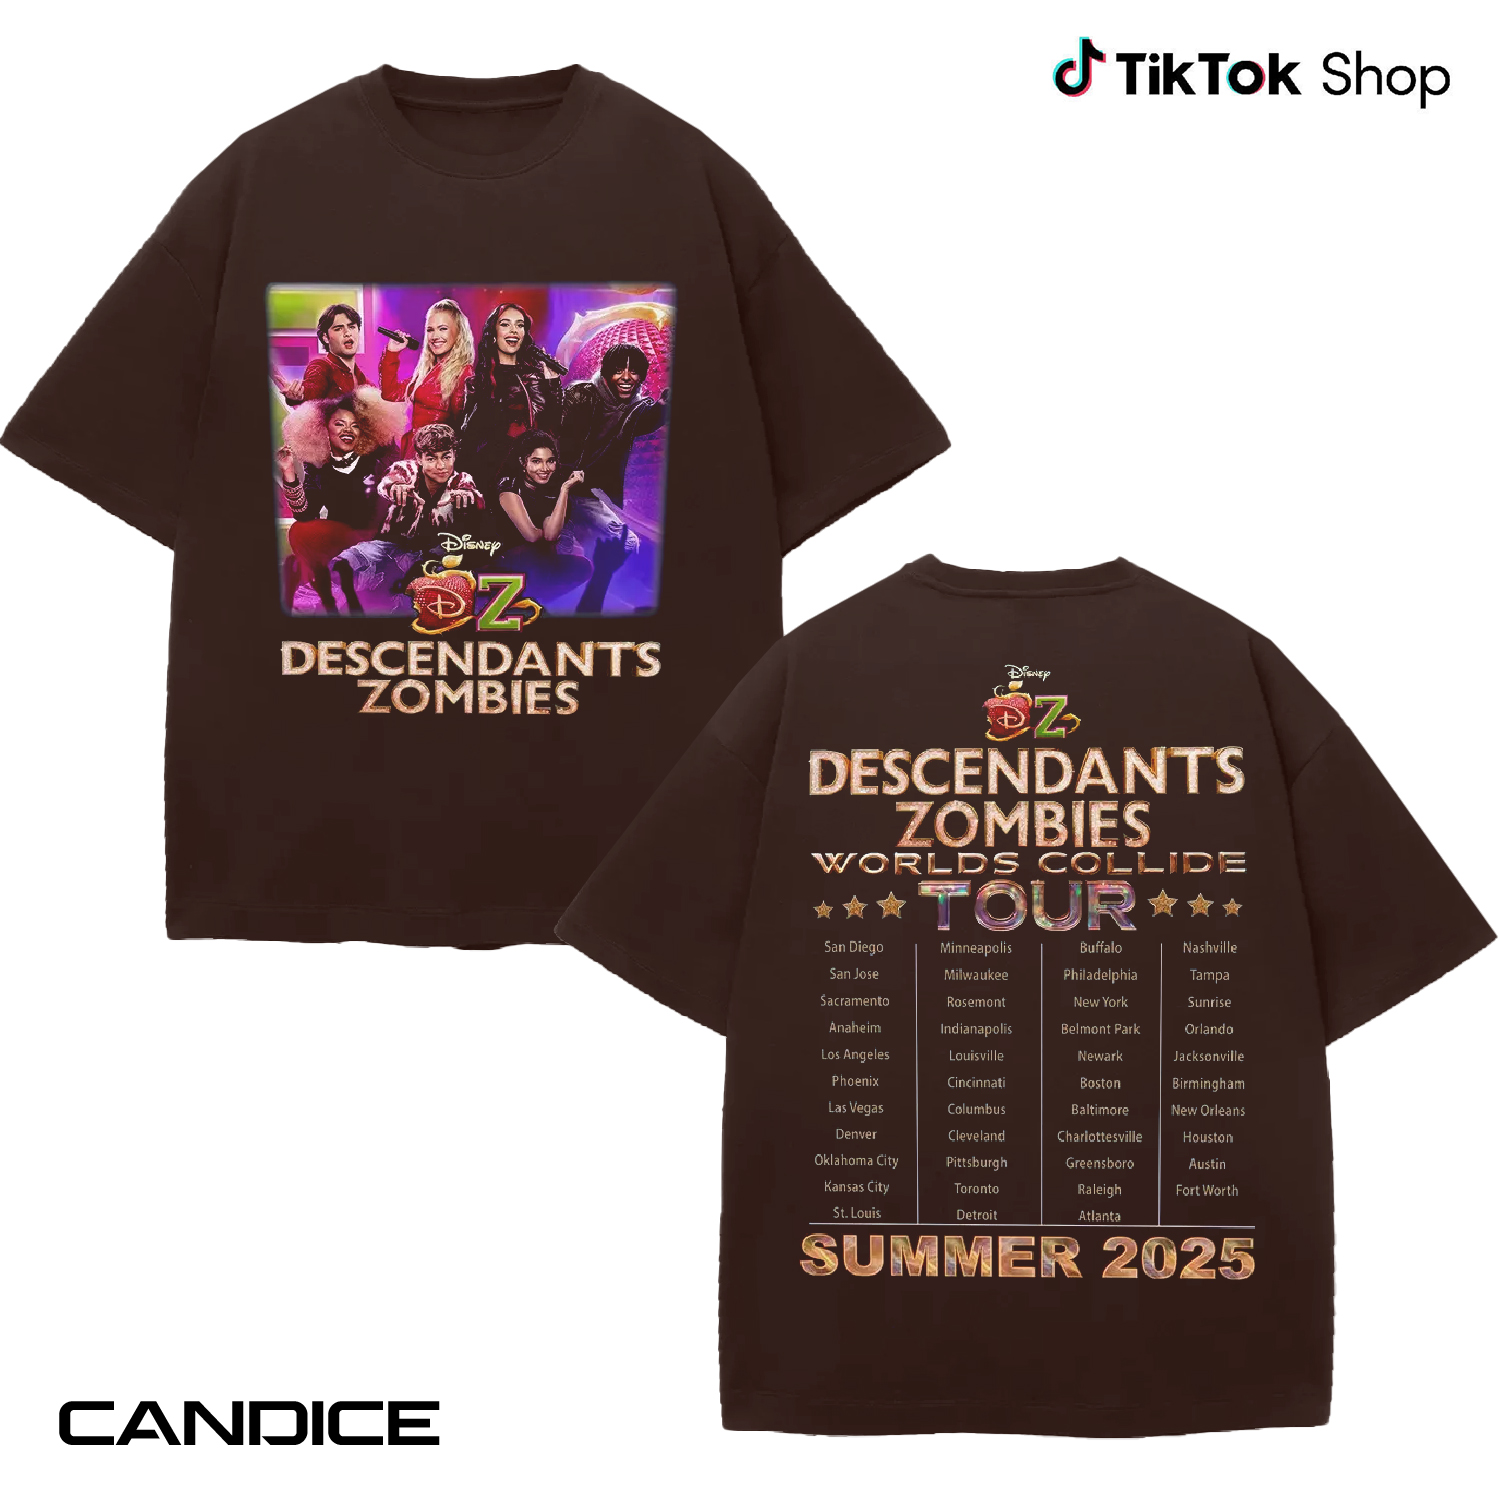 TikTok Shop
Disney
D Z
DESCENDANTS
ZOMBIES
Disney
D Z
DESCENDANTS
ZOMBIES
WORLDS COLLIDE
TOUR
San Diego
San Jose
Sacramento
Anaheim
Los Angeles
Phoenix
Las Vegas
Denver
Oklahoma City
Kansas City
St. Louis
Minneapolis
Milwaukee
Rosemont
Indianapolis
Louisville
Cincinnati
Columbus
Cleveland
Pittsburgh
Toronto
Detroit
Buffalo
Philadelphia
New York
Belmont Park
Newark
Boston
Baltimore
Charlottesville
Greensboro
Raleigh
Atlanta
Nashville
Tampa
Sunrise
Orlando
Jacksonville
Birmingham
New Orleans
Houston
Austin
Fort Worth
SUMMER 2025
CANDICE